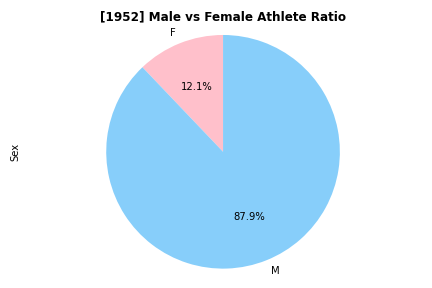 [1952] Male vs Female Athlete Ratio
F
12.1%
Sex
87.9%
M